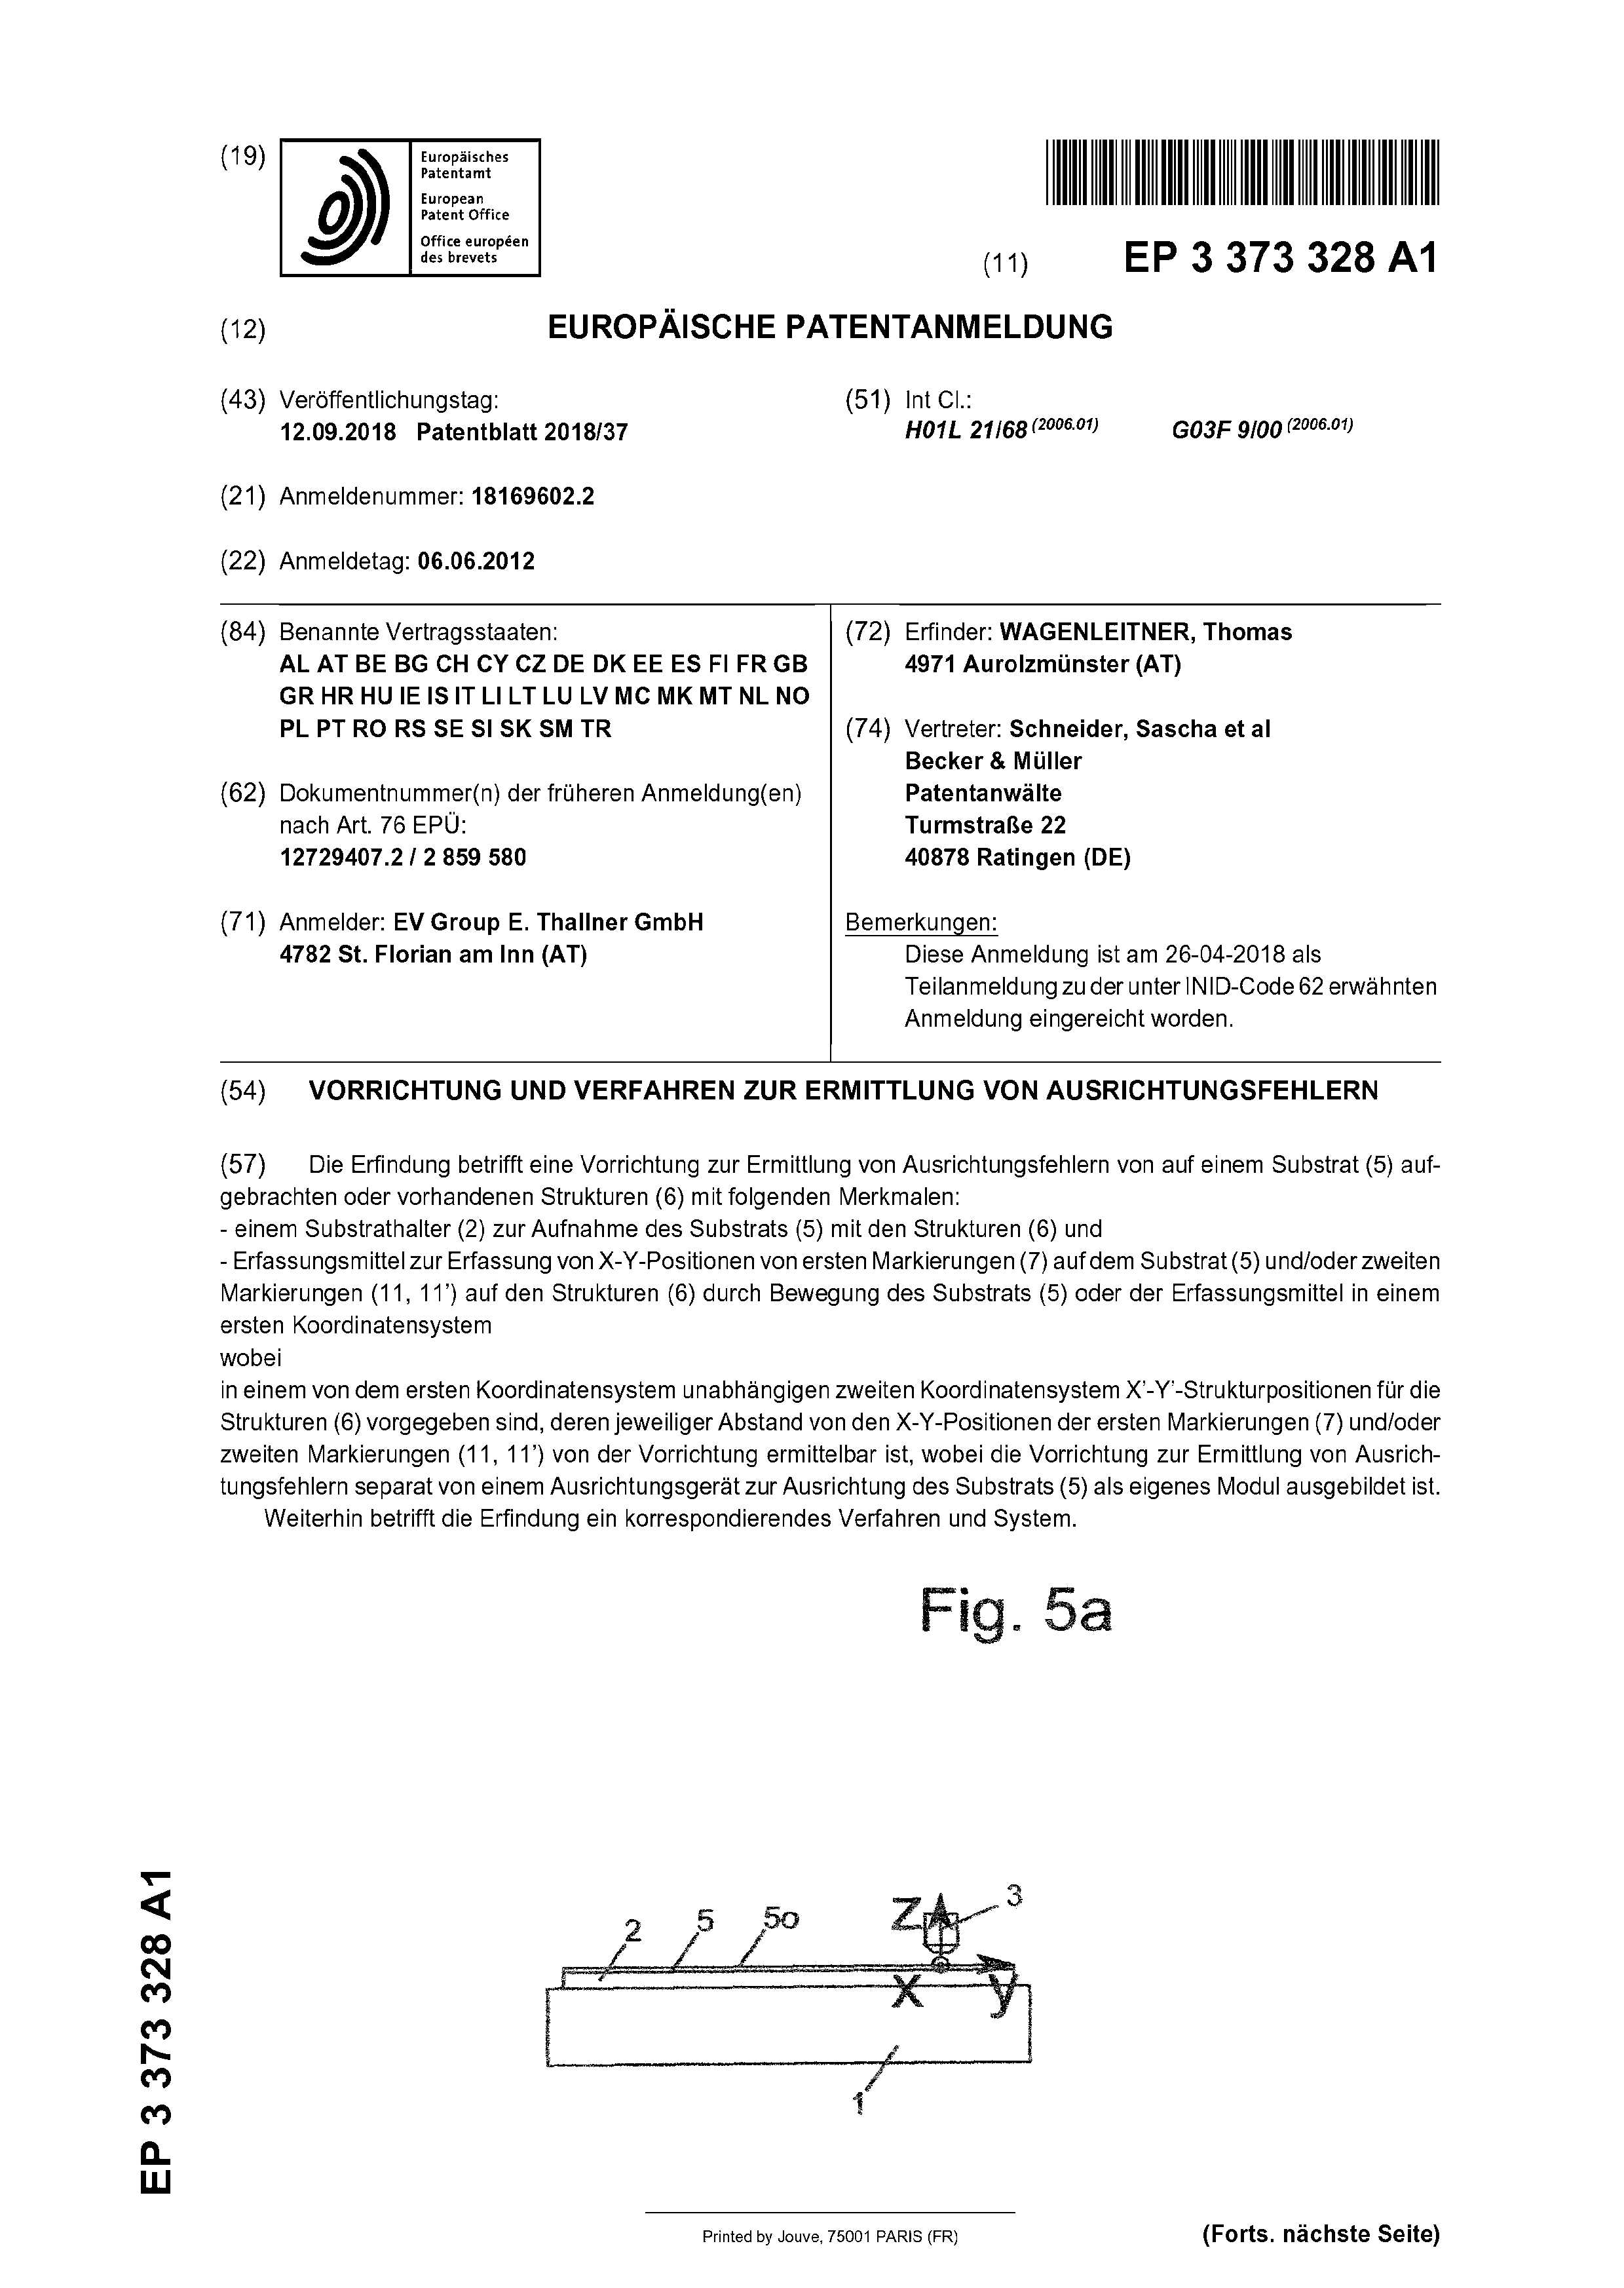 (19)
Europäisches
Patentamt
European
Patent Office
Office européen
des brevets
(11) EP 3 373 328 A1
(12) EUROPÄISCHE PATENTANMELDUNG
(43) Veröffentlichungstag:
12.09.2018 Patentblatt 2018/37
(51) Int Cl.:
H01L 21/68 (2006.01) G03F 9/00 (2006.01)
(21) Anmeldenummer: 18169602.2
(22) Anmeldetag: 06.06.2012
(84) Benannte Vertragsstaaten:
AL AT BE BG CH CY CZ DE DK EE ES FI FR GB
GR HR HU IE IS IT LI LT LU LV MC MK MT NL NO
PL PT RO RS SE SI SK SM TR
(62) Dokumentnummer(n) der früheren Anmeldung(en)
nach Art. 76 EPÜ:
12729407.2 / 2 859 580
(71) Anmelder: EV Group E. Thallner GmbH
4782 St. Florian am Inn (AT)
(72) Erfinder: WAGENLEITNER, Thomas
4971 Aurolzmünster (AT)
(74) Vertreter: Schneider, Sascha et al
Becker & Müller
Patentanwälte
Turmstraße 22
40878 Ratingen (DE)
Bemerkungen:
Diese Anmeldung ist am 26-04-2018 als
Teilanmeldung zu der unter INID-Code 62 erwähnten
Anmeldung eingereicht worden.
(54) VORRICHTUNG UND VERFAHREN ZUR ERMITTLUNG VON AUSRICHTUNGSFEHLERN
(57) Die Erfindung betrifft eine Vorrichtung zur Ermittlung von Ausrichtungsfehlern von auf einem Substrat (5) auf-
gebrachten oder vorhandenen Strukturen (6) mit folgenden Merkmalen:
- einem Substrathalter (2) zur Aufnahme des Substrats (5) mit den Strukturen (6) und
- Erfassungsmittel zur Erfassung von X-Y-Positionen von ersten Markierungen (7) auf dem Substrat (5) und/oder zweiten
Markierungen (11, 11') auf den Strukturen (6) durch Bewegung des Substrats (5) oder der Erfassungsmittel in einem
ersten Koordinatensystem
wobei
in einem von dem ersten Koordinatensystem unabhängigen zweiten Koordinatensystem X'-Y'-Strukturpositionen für die
Strukturen (6) vorgegeben sind, deren jeweiliger Abstand von den X-Y-Positionen der ersten Markierungen (7) und/oder
zweiten Markierungen (11, 11') von der Vorrichtung ermittelbar ist, wobei die Vorrichtung zur Ermittlung von Ausrich-
tungsfehlern separat von einem Ausrichtungsgerät zur Ausrichtung des Substrats (5) als eigenes Modul ausgebildet ist.
Weiterhin betrifft die Erfindung ein korrespondierendes Verfahren und System.
Fig. 5a
2 5 5o Z 3
x y
1
EP 3 373 328 A1
Printed by Jouve, 75001 PARIS (FR)
(Forts. nächste Seite)